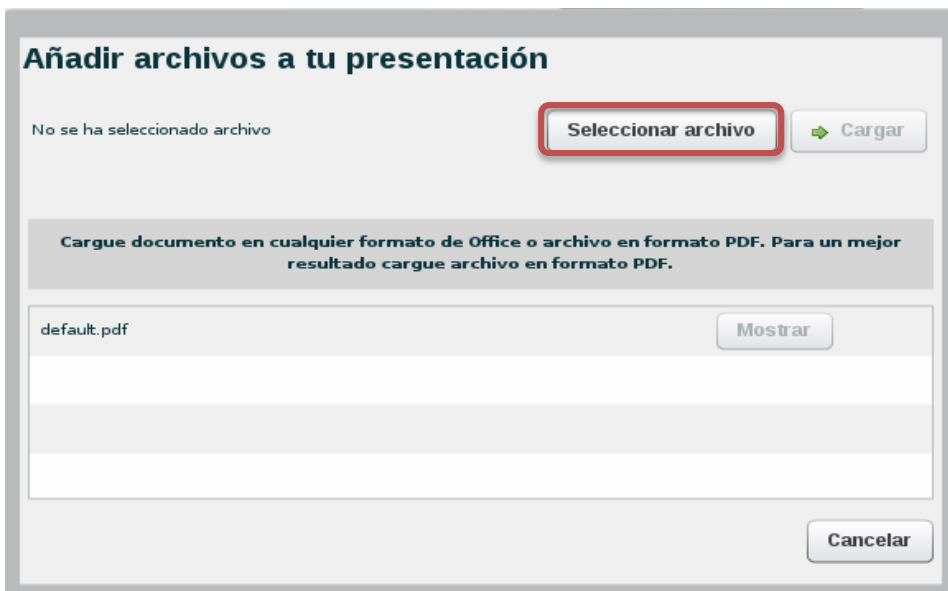 Añadir archivos a tu presentación
No se ha seleccionado archivo
Seleccionar archivo
Cargar
Cargue documento en cualquier formato de Office o archivo en formato PDF. Para un mejor
resultado cargue archivo en formato PDF.
default.pdf
Mostrar
Cancelar